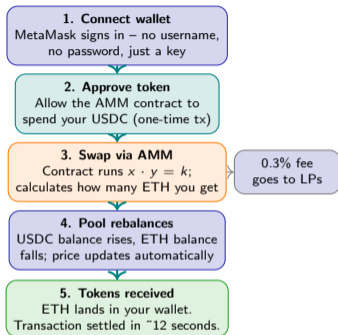 1. Connect wallet
MetaMask signs in – no username,
no password, just a key
2. Approve token
Allow the AMM contract to
spend your USDC (one-time tx)
3. Swap via AMM
Contract runs x · y = k;
calculates how many ETH you get
0.3% fee
goes to LPs
4. Pool rebalances
USDC balance rises, ETH balance
falls; price updates automatically
5. Tokens received
ETH lands in your wallet.
Transaction settled in ~12 seconds.